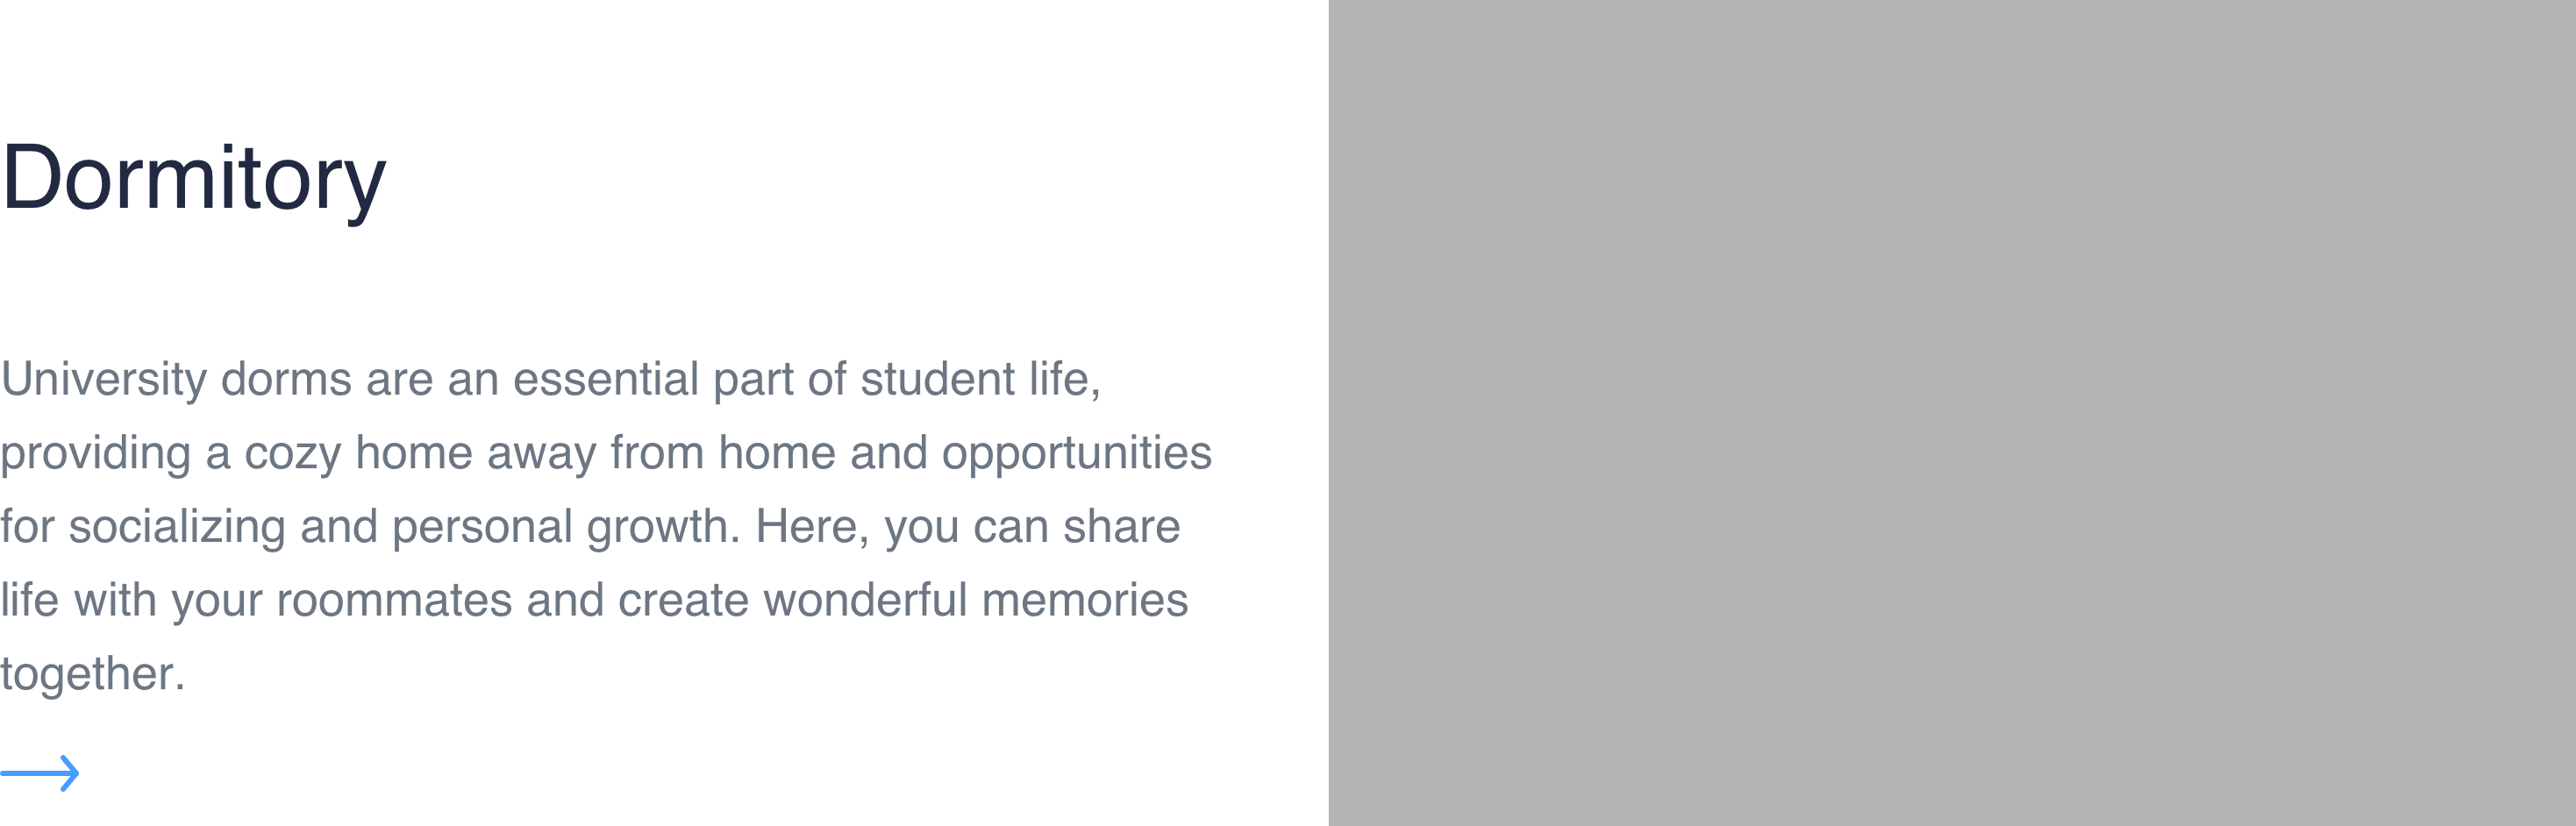 Dormitory
University dorms are an essential part of student life,
providing a cozy home away from home and opportunities
for socializing and personal growth. Here, you can share
life with your roommates and create wonderful memories
together.